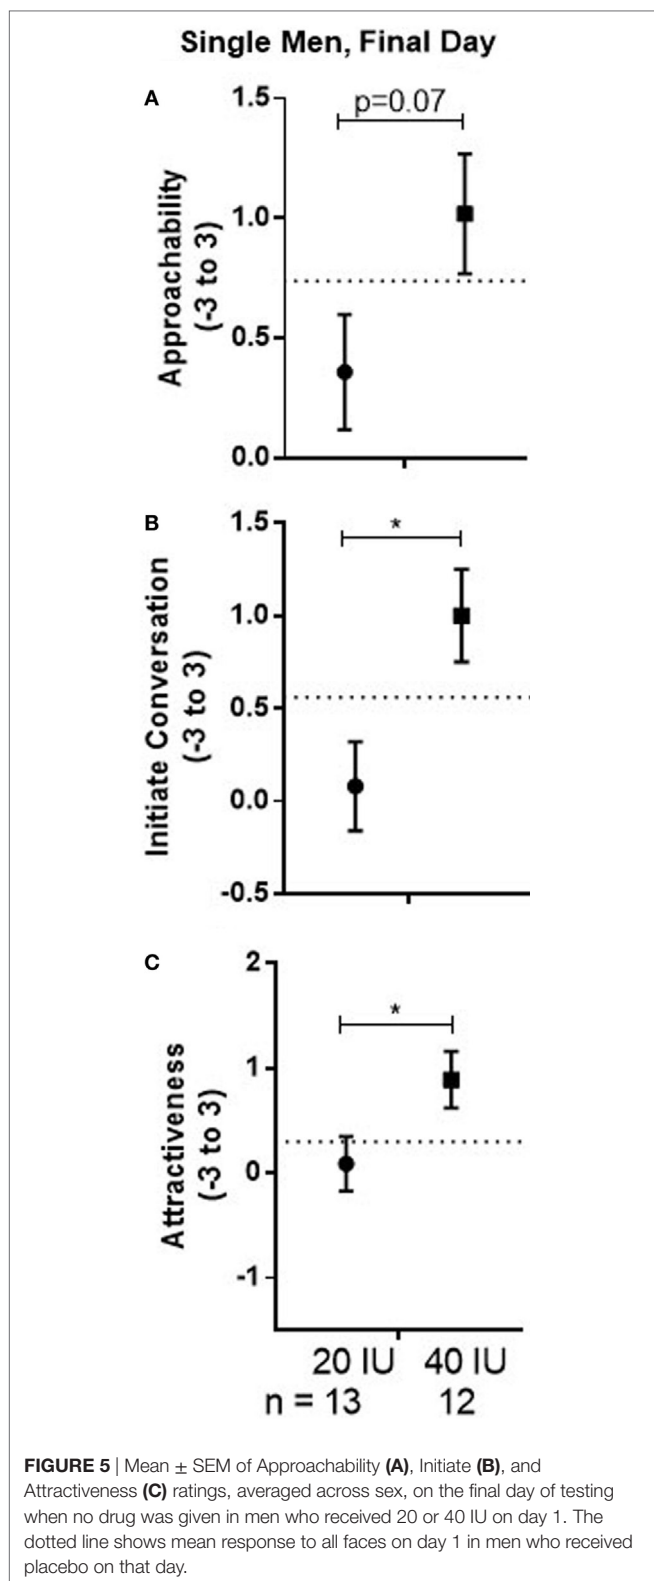 Single Men, Final Day
A
1.5
p=0.07
1.0
0.5
0.0
Approachability
(-3 to 3)
B
1.5
*
1.0
0.5
0.0
-0.5
Initiate Conversation
(-3 to 3)
C
2
*
1
0
-1
Attractiveness
(-3 to 3)
20 IU 40 IU
n = 13 12
FIGURE 5 | Mean ± SEM of Approachability (A), Initiate (B), and
Attractiveness (C) ratings, averaged across sex, on the final day of testing
when no drug was given in men who received 20 or 40 IU on day 1. The
dotted line shows mean response to all faces on day 1 in men who received
placebo on that day.